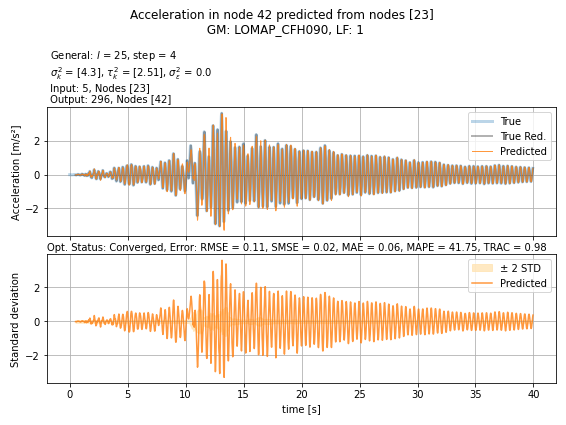 Acceleration in node 42 predicted from nodes [23]
GM: LOMAP_CFH090, LF: 1
General: l = 25, step = 4
σ²ₖ = [4.3], τ²ₖ = [2.51], σ²ε = 0.0
Input: 5, Nodes [23]
Output: 296, Nodes [42]
Acceleration [m/s²]
2
0
−2
True
True Red.
Predicted
Opt. Status: Converged, Error: RMSE = 0.11, SMSE = 0.02, MAE = 0.06, MAPE = 41.75, TRAC = 0.98
Standard deviation
2
0
−2
± 2 STD
Predicted
0 5 10 15 20 25 30 35 40
time [s]